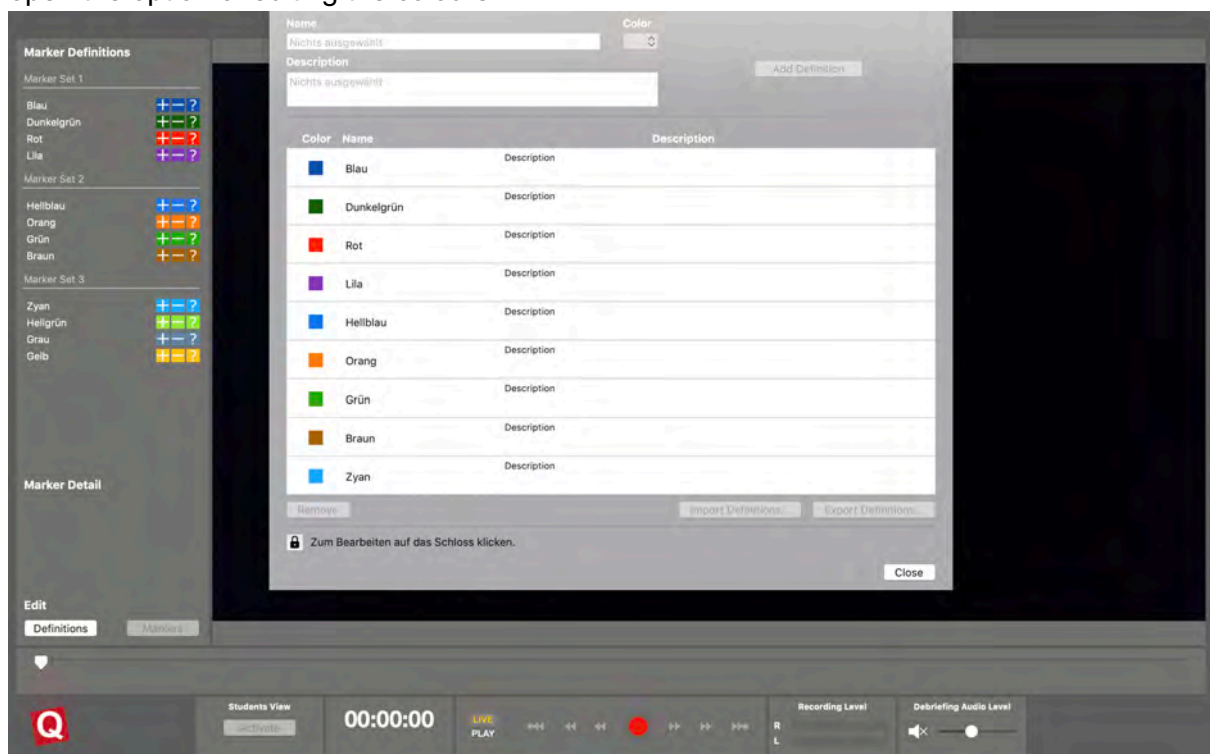 Name Color
Nichts ausgewählt
Description
Nichts ausgewählt
Add Definition
Marker Definitions
Marker Set 1
Blau + — ?
Dunkelgrün + — ?
Rot + — ?
Lila + — ?
Marker Set 2
Hellblau + — ?
Orang + — ?
Grün + — ?
Braun + — ?
Marker Set 3
Zyan + — ?
Hellgrün + — ?
Grau + — ?
Gelb + — ?
Marker Detail
Edit
Definitions Markers
Color Name Description
Blau Description
Dunkelgrün Description
Rot Description
Lila Description
Hellblau Description
Orang Description
Grün Description
Braun Description
Zyan Description
Remove Import Definitions... Export Definitions...
Zum Bearbeiten auf das Schloss klicken.
Close
Q
Students View
Activate
00:00:00
LIVE
PLAY
Recording Level
R
L
Debriefing Audio Level